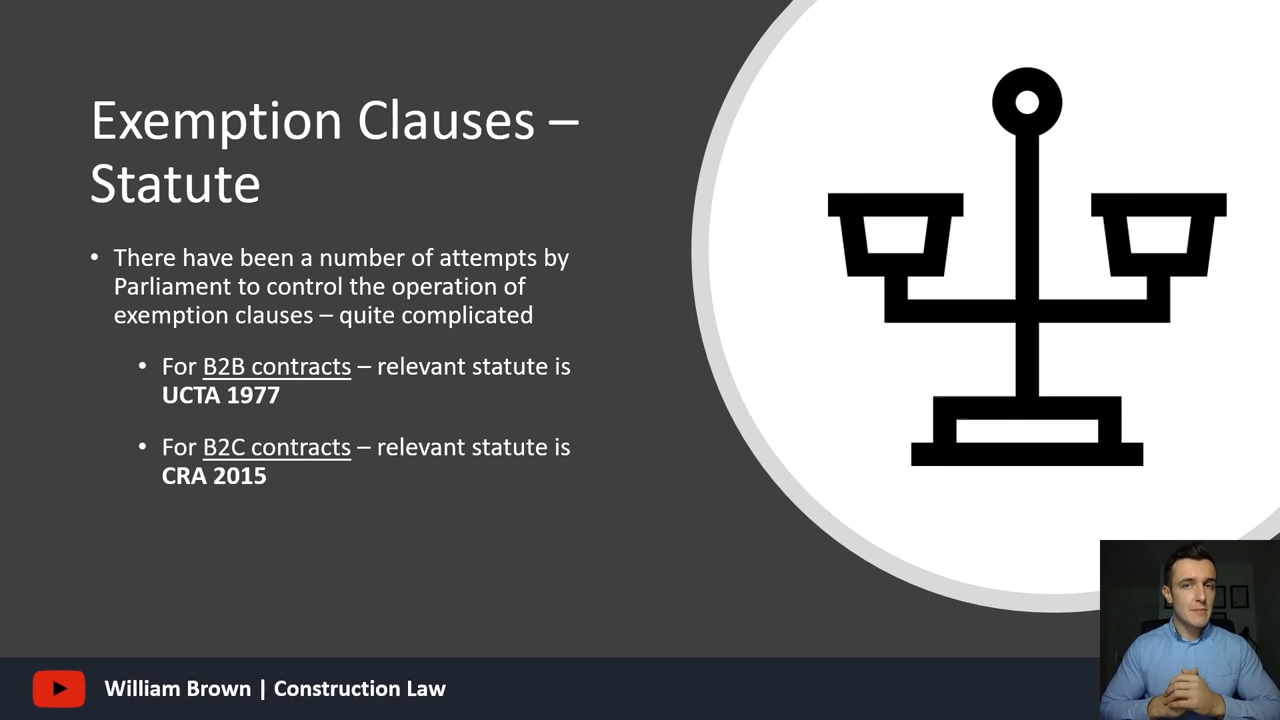 Exemption Clauses –
Statute
• There have been a number of attempts by
Parliament to control the operation of
exemption clauses – quite complicated
• For B2B contracts – relevant statute is
UCTA 1977
• For B2C contracts – relevant statute is
CRA 2015
William Brown | Construction Law